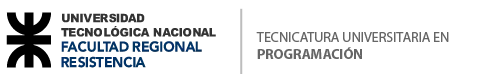 UNIVERSIDAD
TECNOLÓGICA NACIONAL
FACULTAD REGIONAL
RESISTENCIA
TECNICATURA UNIVERSITARIA EN
PROGRAMACIÓN